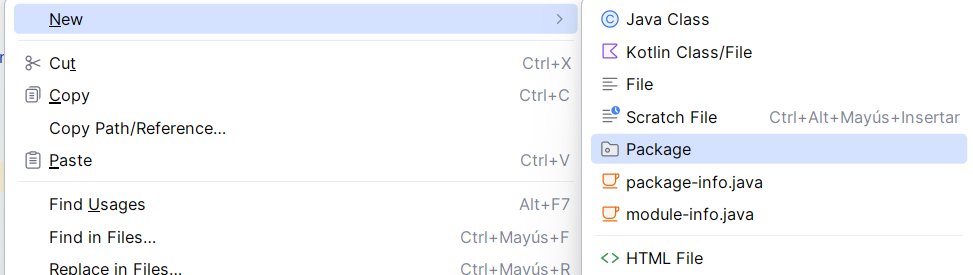 New
Cut Ctrl+X
Copy Ctrl+C
Copy Path/Reference...
Paste Ctrl+V
Find Usages Alt+F7
Find in Files... Ctrl+Mayús+F
Replace in Files... Ctrl+Mayús+R
Java Class
Kotlin Class/File
File
Scratch File Ctrl+Alt+Mayús+Insertar
Package
package-info.java
module-info.java
HTML File